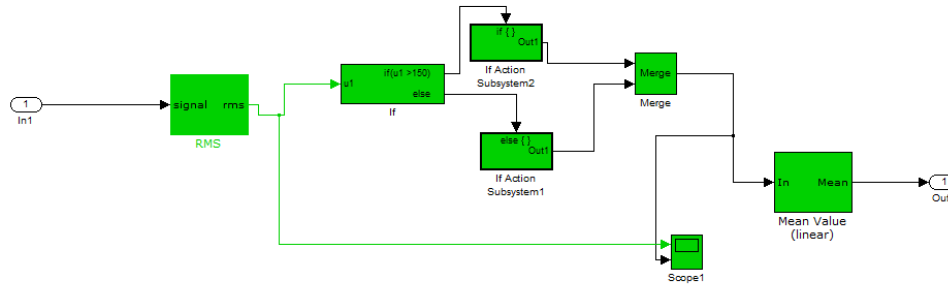 1
In1
signal rms
RMS
u1
if(u1 >150)
else
If
if { }
Out1
If Action
Subsystem2
else { }
Out1
If Action
Subsystem1
Merge
Merge
Scope1
In Mean
Mean Value
(linear)
1
Out